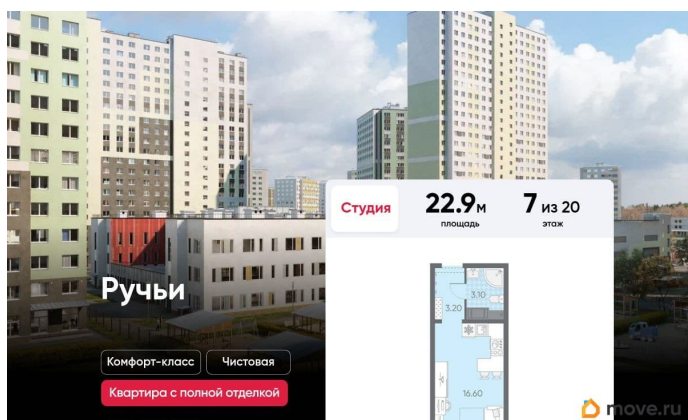 Студия
22.9м
площадь
7 из 20
этаж
Ручьи
3.10
3.20
16.60
Комфорт-класс
Чистовая
Квартира с полной отделкой
move.ru